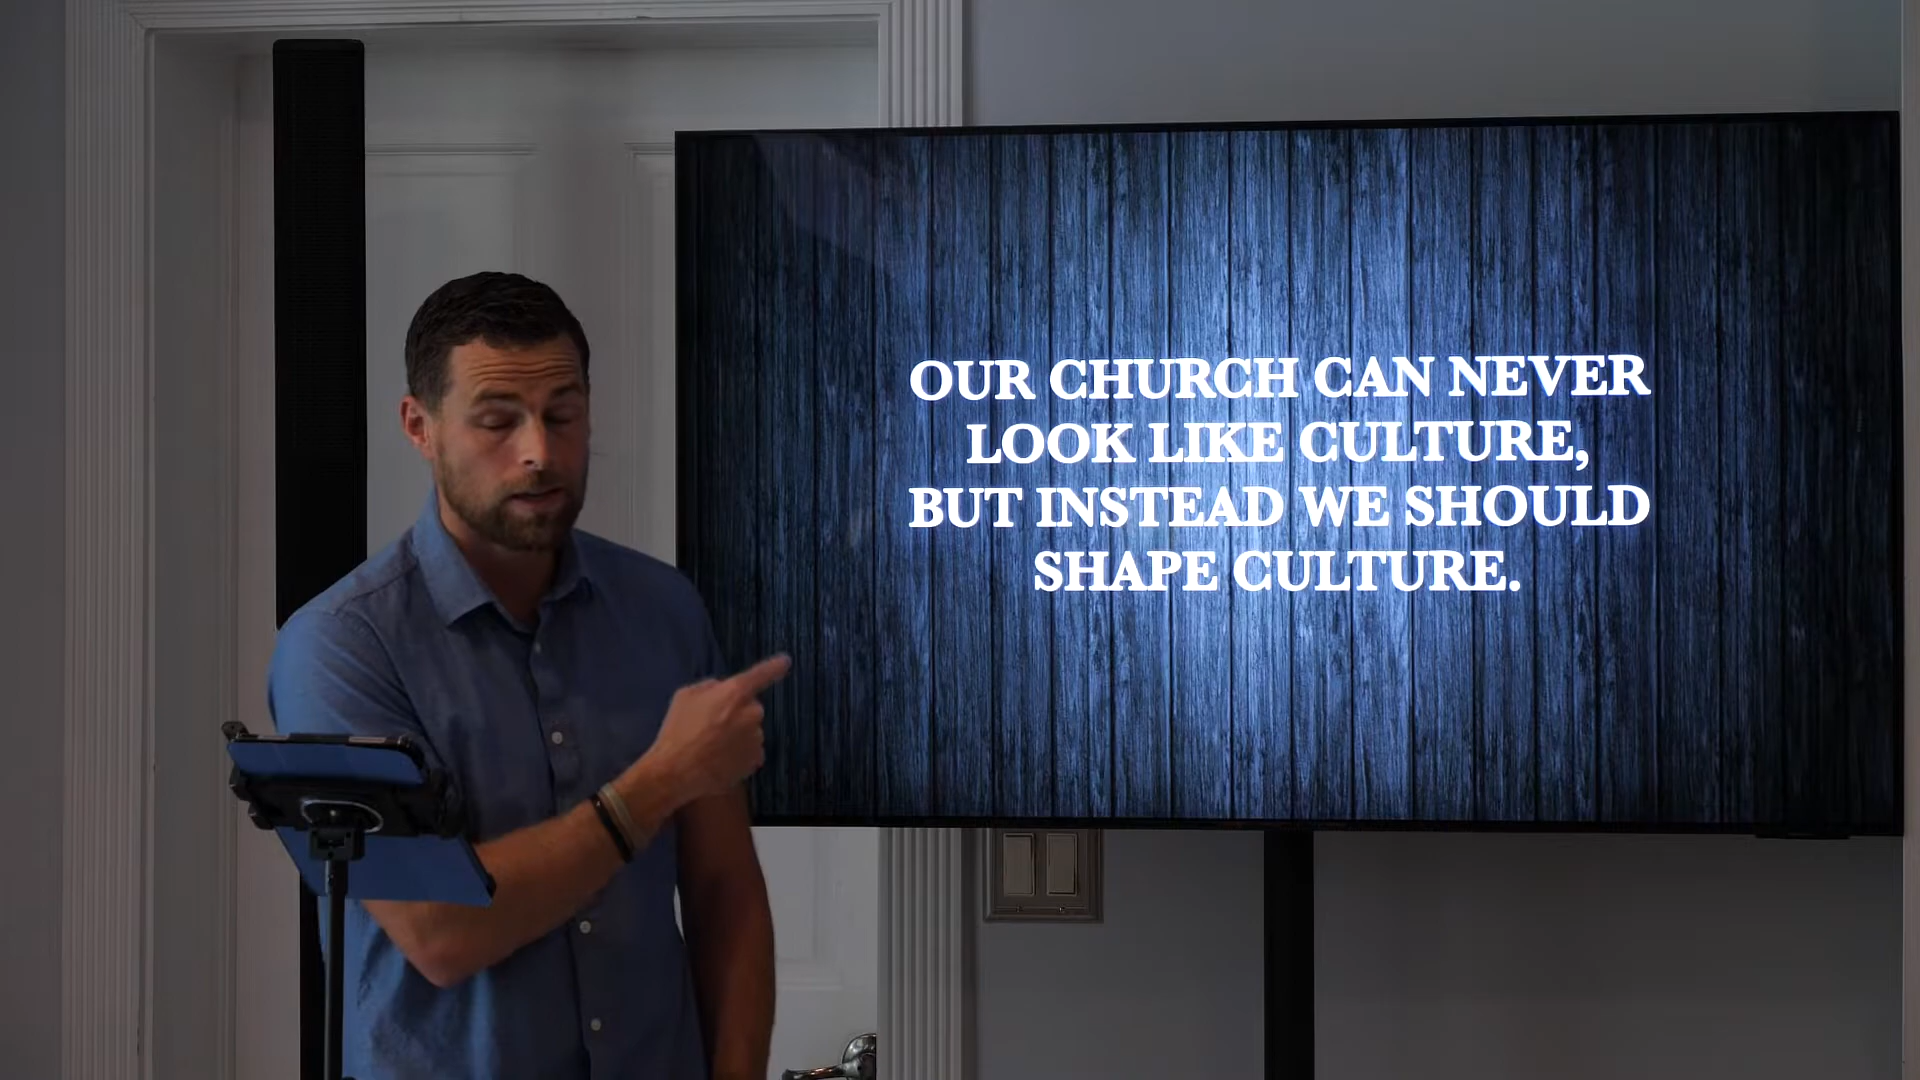 OUR CHURCH CAN NEVER
LOOK LIKE CULTURE,
BUT INSTEAD WE SHOULD
SHAPE CULTURE.